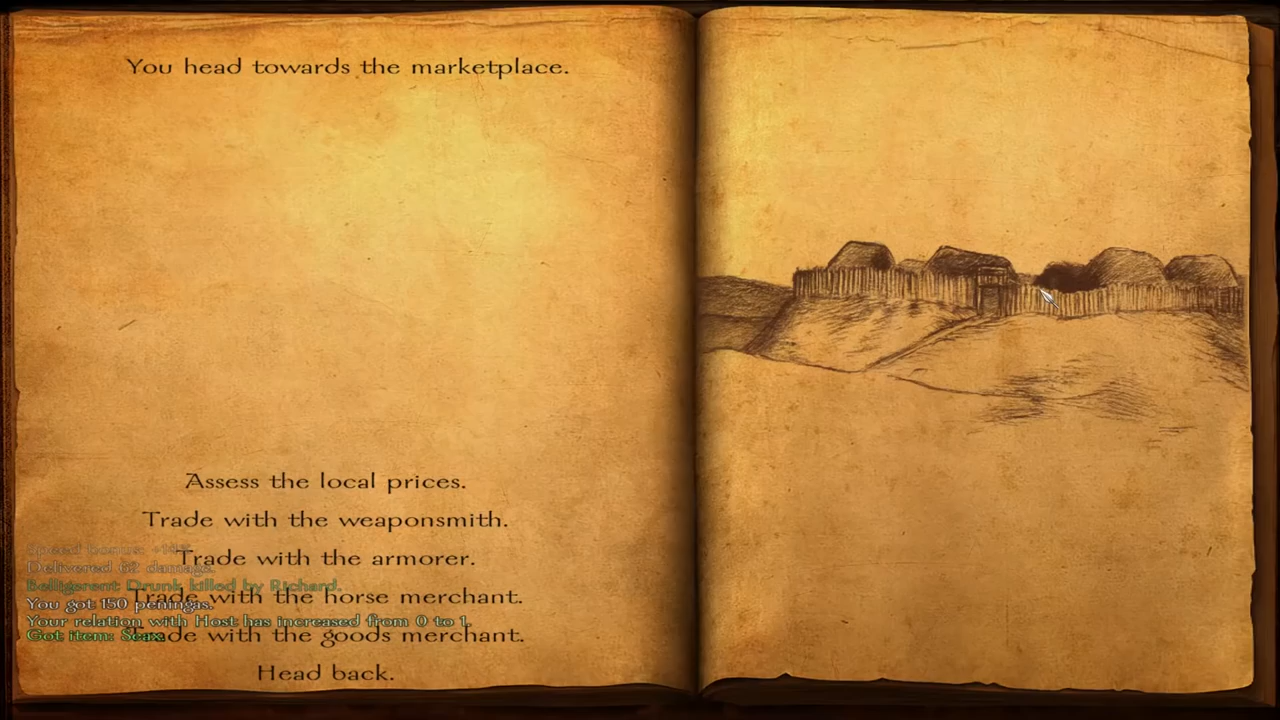 You head towards the marketplace.
Assess the local prices.
Trade with the weaponsmith.
Speed bonus:
Trade with the armorer.
Delivered 62 damage.
Belligerent Drunk killed by Richard.
Trade with the horse merchant.
You got 150 peningas.
Your relation with Host has increased from 0 to 1.
Trade with the goods merchant.
Got item: Seax.
Head back.